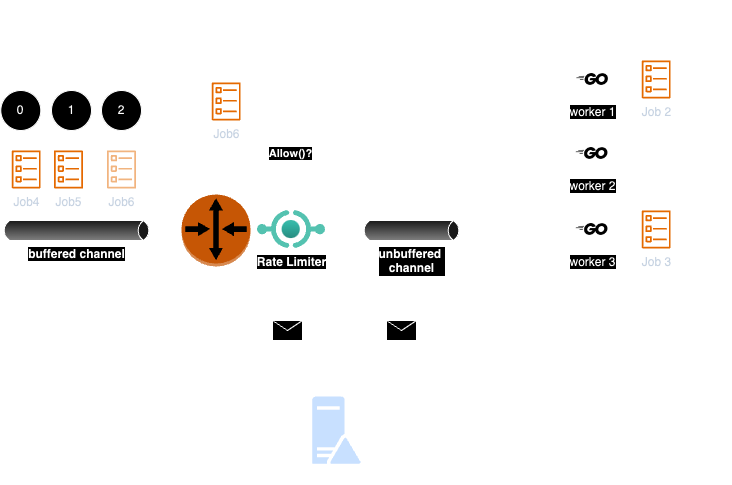 0
1
2
Job4
Job5
Job6
buffered channel
Job6
Allow()?
Rate Limiter
unbuffered
channel
GO
worker 1
Job 2
GO
worker 2
GO
worker 3
Job 3